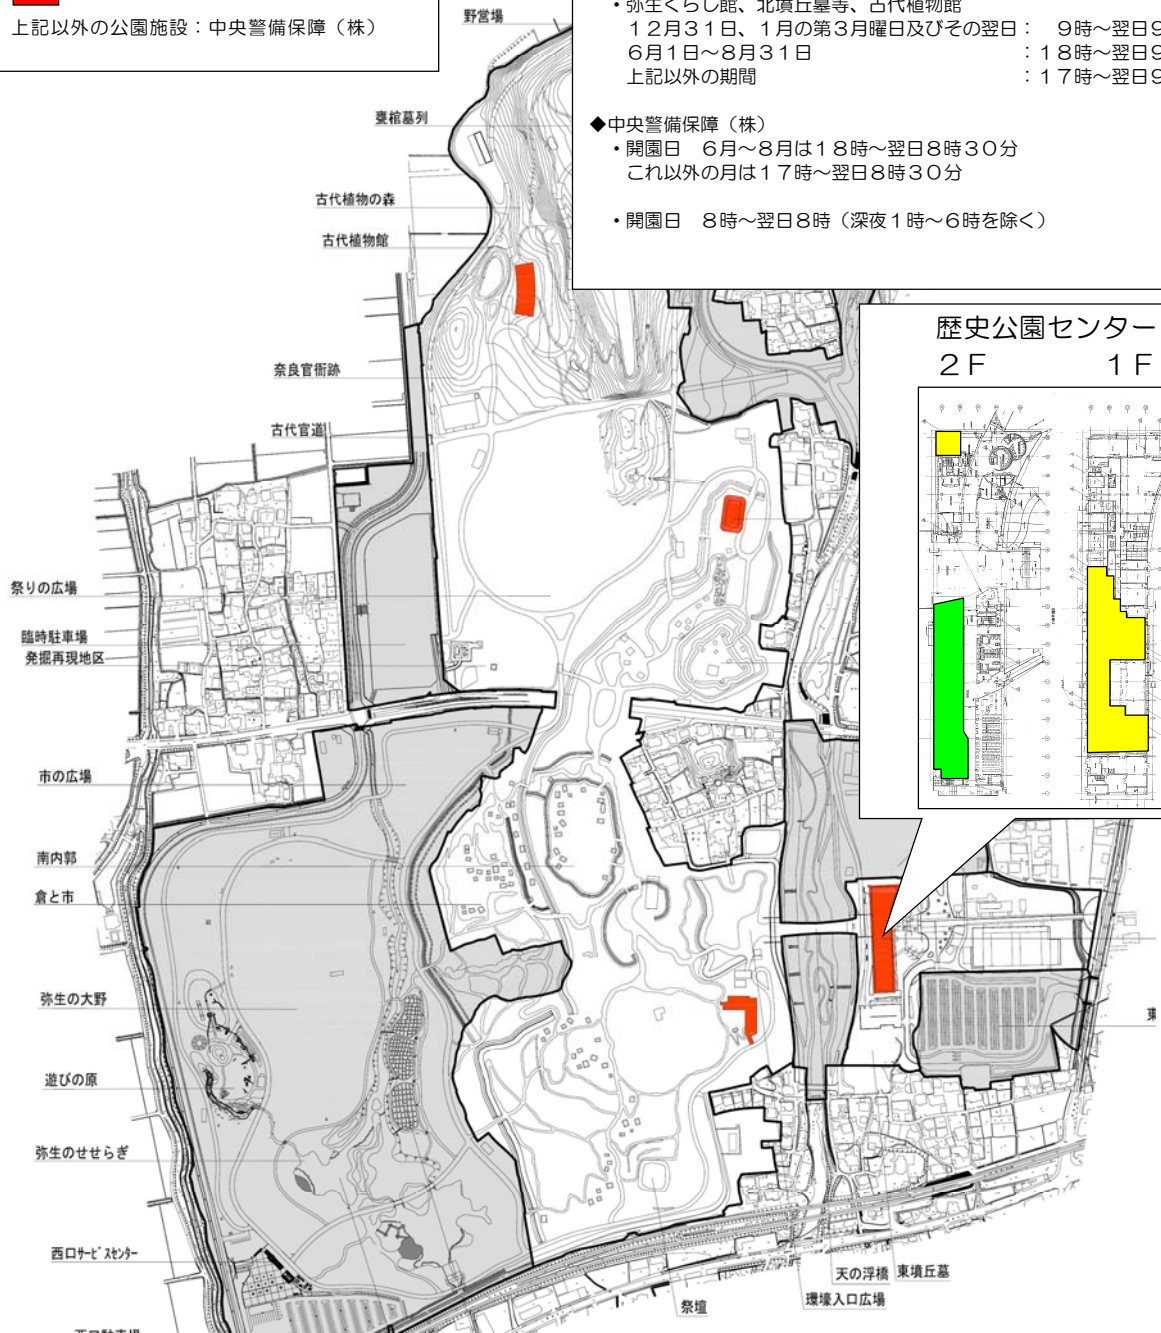 上記以外の公園施設：中央警備保障（株）
・弥生くらし館、北墳丘墓等、古代植物館
１２月３１日、１月の第３月曜日及びその翌日：　９時～翌日９
６月１日～８月３１日　：１８時～翌日９
上記以外の期間　：１７時～翌日９
◆中央警備保障（株）
・開園日　６月～８月は１８時～翌日８時３０分
これ以外の月は１７時～翌日８時３０分
・開園日　８時～翌日８時（深夜１時～６時を除く）
野営場
甕棺墓列
古代植物の森
古代植物館
奈良官衙跡
古代官道
歴史公園センター
２Ｆ　１Ｆ
祭りの広場
臨時駐車場
発掘再現地区
市の広場
南内郭
倉と市
弥生の大野
東
遊びの原
弥生のせせらぎ
西口ｻｰﾋﾞｽｾﾝﾀｰ
天の浮橋
東墳丘墓
環壕入口広場
祭壇
西口駐車場